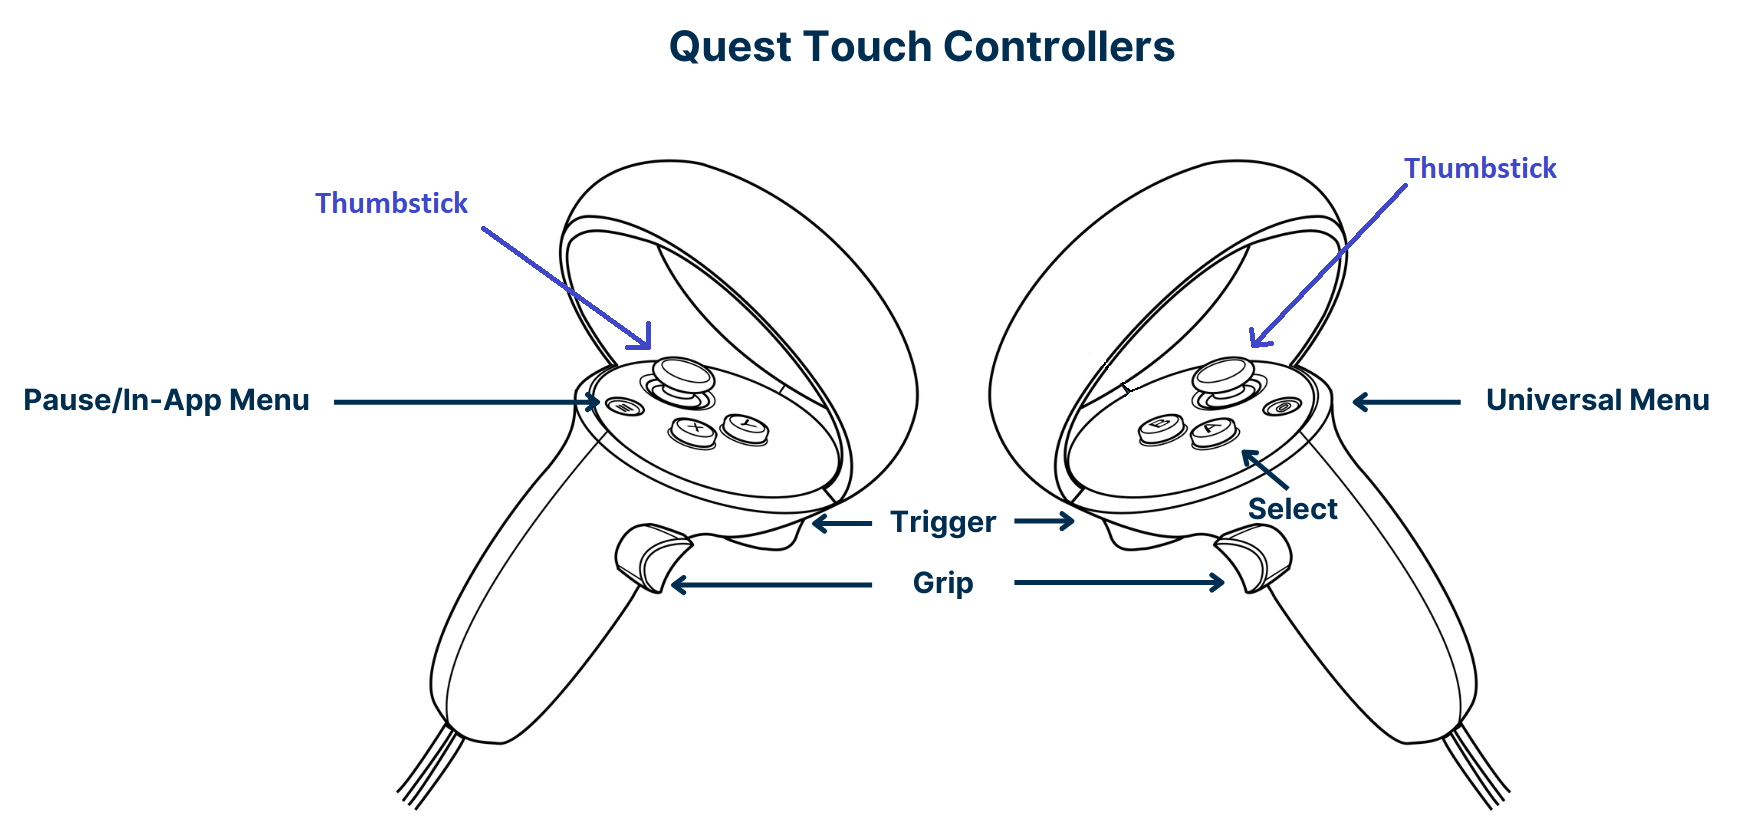 Quest Touch Controllers
Thumbstick
Thumbstick
Pause/In-App Menu
Universal Menu
X
Y
B
A
Select
Trigger
Grip